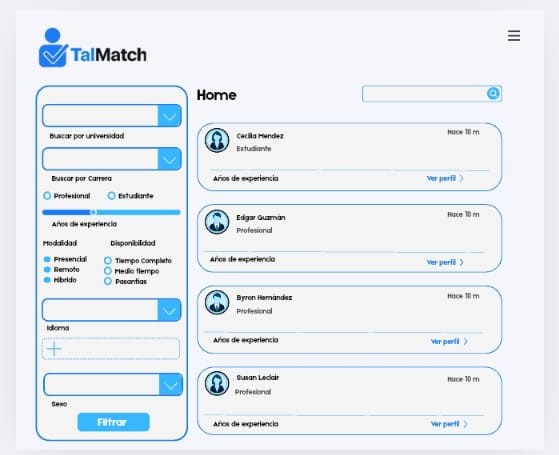 TalMatch
Buscar por universidad
Buscar por Carrera
Profesional
Estudiante
Años de experiencia
Modalidad
Disponibilidad
Presencial
Remoto
Hibrido
Tiempo Completo
Medio tiempo
Pasantias
Idioma
Sexo
Filtrar
Home
Cecilia Mendez
Hace 10 m
Estudiante
Años de experiencia
Ver perfil
Edgar Guzmán
Hace 10 m
Profesional
Años de experiencia
Ver perfil
Byron Hernández
Hace 10 m
Profesional
Años de experiencia
Ver perfil
Susan Leclair
Hace 10 m
Profesional
Años de experiencia
Ver perfil